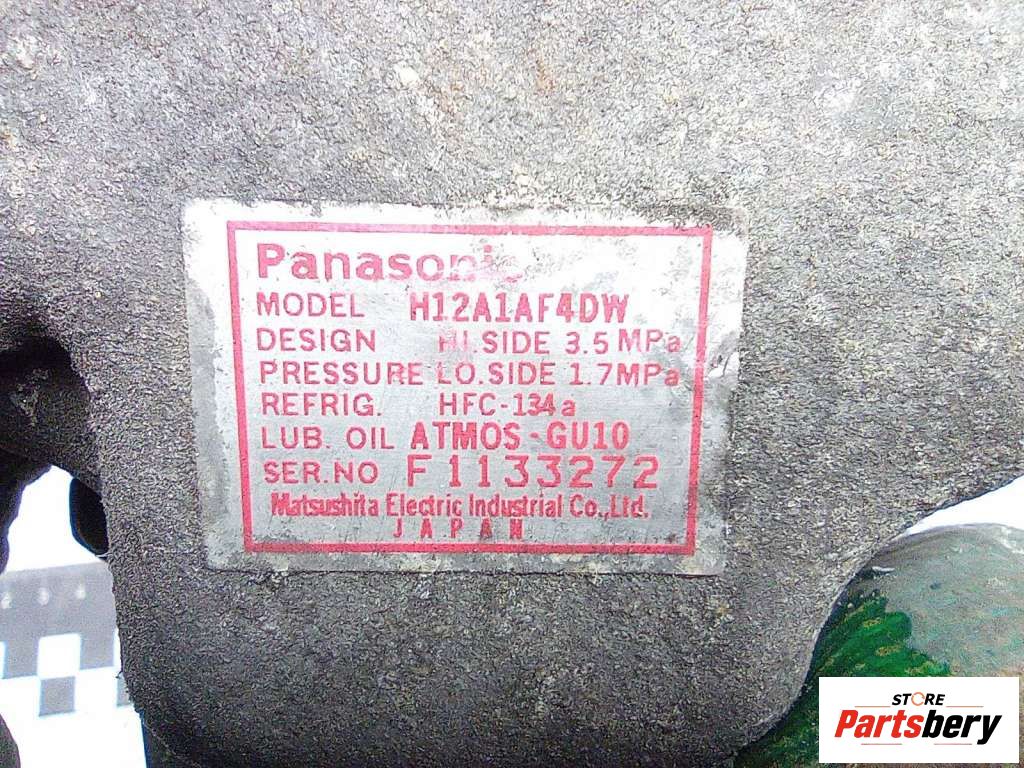 Panasonic
MODEL H12A1AF4DW
DESIGN HI.SIDE 3.5 MPa
PRESSURE LO.SIDE 1.7MPa
REFRIG. HFC-134a
LUB. OIL ATMOS-GU10
SER.NO F1133272
Matsushita Electric Industrial Co.,Ltd.
JAPAN
STORE
Partsbery